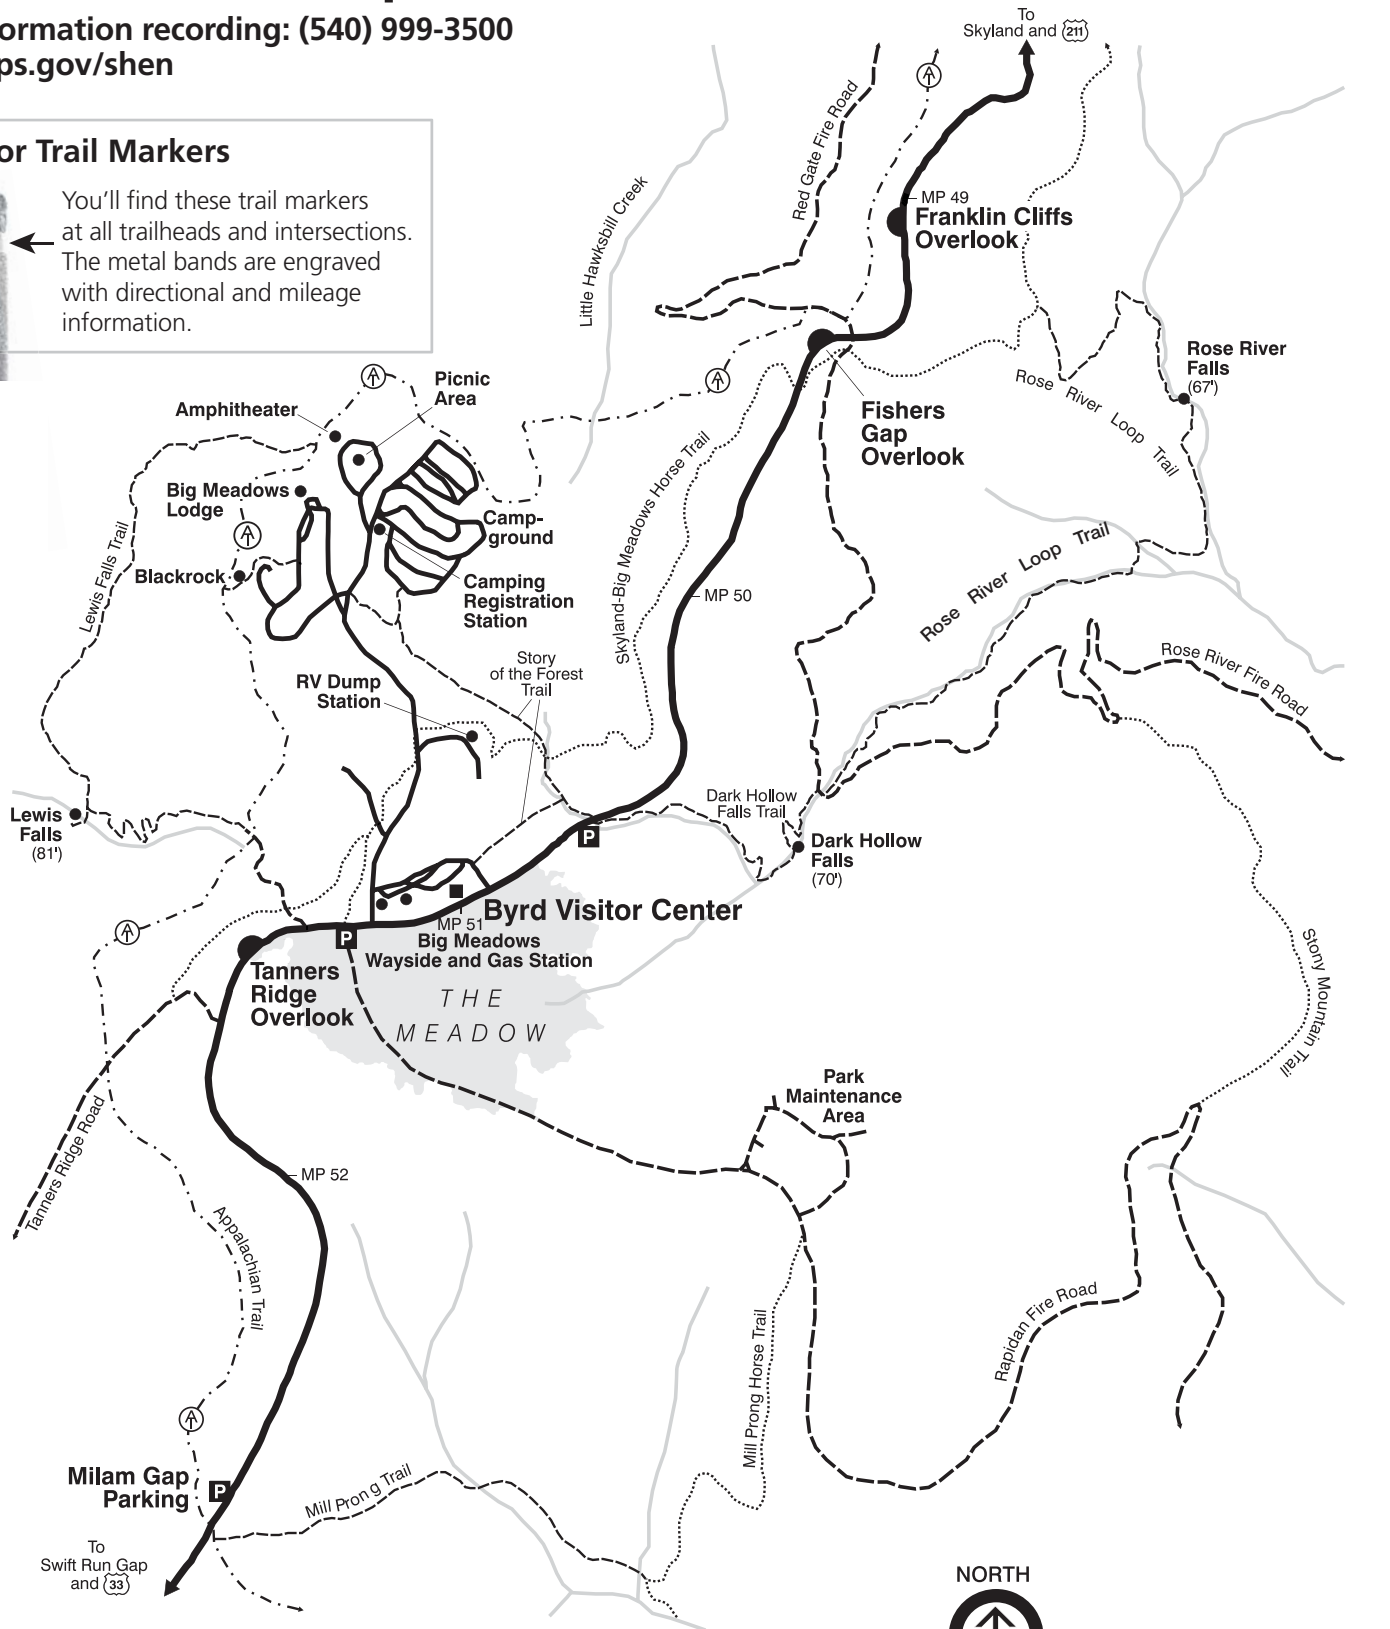 formation recording: (540) 999-3500
ps.gov/shen
or Trail Markers
You'll find these trail markers
at all trailheads and intersections.
The metal bands are engraved
with directional and mileage
information.
To
Skyland and 211
Red Gate Fire Road
Little Hawksbill Creek
MP 49
Franklin Cliffs
Overlook
Rose River
Falls
(67')
Rose River Loop Trail
Fishers
Gap
Overlook
Picnic
Area
Amphitheater
Big Meadows
Lodge
Camp-
ground
Blackrock
Lewis Falls Trail
Camping
Registration
Station
Skyland-Big Meadows Horse Trail
MP 50
Rose River Loop Trail
Rose River Fire Road
Story
of the Forest
Trail
RV Dump
Station
Lewis
Falls
(81')
Dark Hollow
Falls Trail
Dark Hollow
Falls
(70')
P
Byrd Visitor Center
MP 51
P
Big Meadows
Wayside and Gas Station
Tanners
Ridge
Overlook
THE
MEADOW
Stony Mountain Trail
Park
Maintenance
Area
Tanners Ridge Road
MP 52
Appalachian Trail
Rapidan Fire Road
Mill Prong Horse Trail
Milam Gap
Parking
P
Mill Prong Trail
To
Swift Run Gap
and 33
NORTH